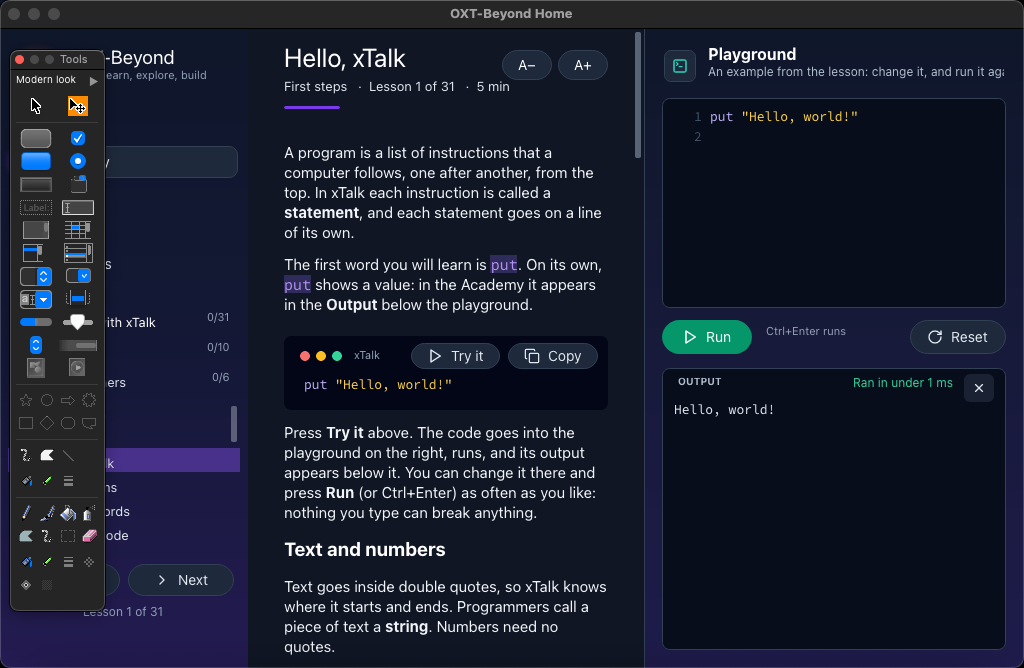 OXT-Beyond Home
Tools
Modern look
Label:
-Beyond
earn, explore, build
y
s
ith xTalk
0/31
0/10
ers
0/6
lk
ns
ords
ode
Next
Lesson 1 of 31
Hello, xTalk
A−
A+
First steps · Lesson 1 of 31 · 5 min
A program is a list of instructions that a
computer follows, one after another, from the
top. In xTalk each instruction is called a
statement, and each statement goes on a line
of its own.
The first word you will learn is put. On its own,
put shows a value: in the Academy it appears
in the Output below the playground.
xTalk
Try it
Copy
put "Hello, world!"
Press Try it above. The code goes into the
playground on the right, runs, and its output
appears below it. You can change it there and
press Run (or Ctrl+Enter) as often as you like:
nothing you type can break anything.
Text and numbers
Text goes inside double quotes, so xTalk knows
where it starts and ends. Programmers call a
piece of text a string. Numbers need no
quotes.
Playground
An example from the lesson: change it, and run it aga
1 put "Hello, world!"
2
Run
Ctrl+Enter runs
Reset
OUTPUT
Ran in under 1 ms
Hello, world!